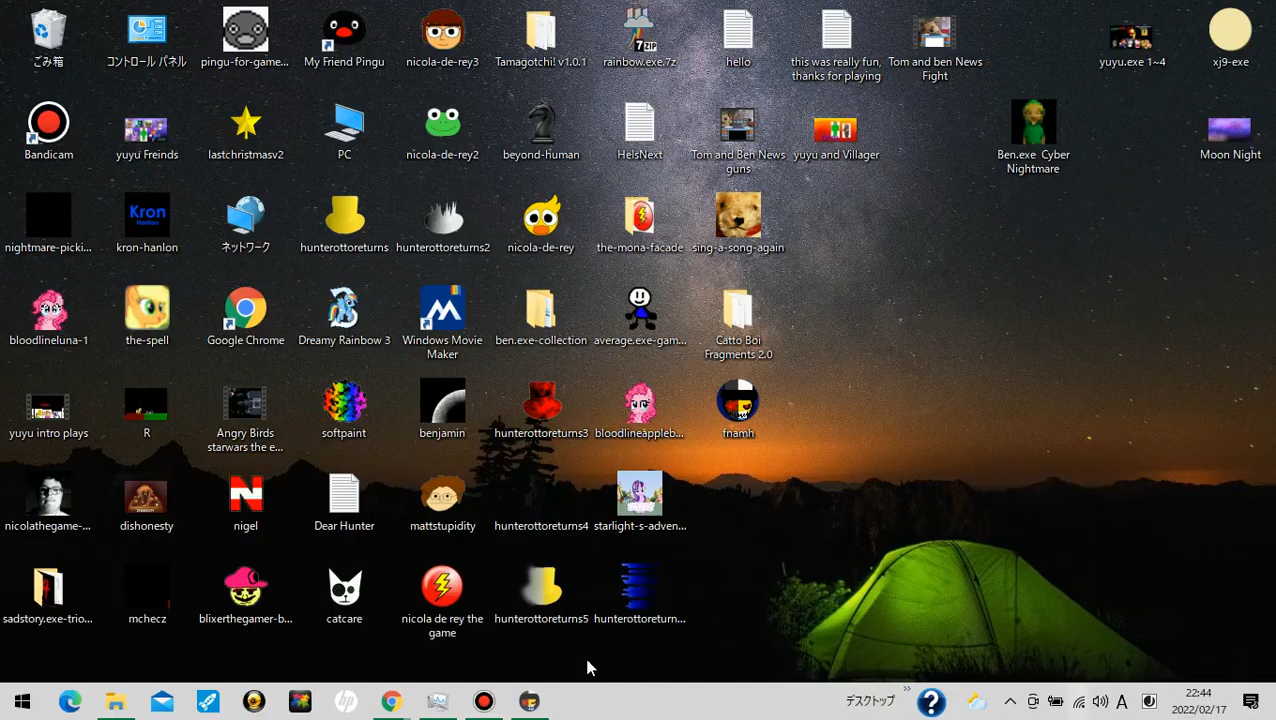 ごみ箱
コントロール パネル
pingu-for-game...
My Friend Pingu
nicola-de-rey3
Tamagotchi! v1.0.1
7ZIP
rainbow.exe.7z
hello
this was really fun,
thanks for playing
Tom and ben News
Fight
yuyu.exe 1~4
xj9-exe
Bandicam
yuyu Freinds
lastchristmasv2
PC
nicola-de-rey2
beyond-human
HelsNext
Tom and Ben News
guns
yuyu and Villager
Ben.exe Cyber
Nightmare
Moon Night
nightmare-picki...
Kron
Hanlon
kron-hanlon
ネットワーク
hunterottoreturns
hunterottoreturns2
nicola-de-rey
the-mona-facade
sing-a-song-again
bloodlineluna-1
the-spell
Google Chrome
Dreamy Rainbow 3
Windows Movie
Maker
ben.exe-collection
average.exe-gam...
Catto Boi
Fragments 2.0
yuyu intro plays
R
Angry Birds
starwars the e...
softpaint
benjamin
hunterottoreturns3
bloodlineappleb...
fnamh
nicolathegame-...
dishonesty
N
nigel
Dear Hunter
mattstupidity
hunterottoreturns4
starlight-s-adven...
sadstory.exe-trio...
mchecz
blixerthegamer-b...
catcare
nicola de rey the
game
hunterottoreturns5
hunterottoreturn...
hp
デスクトップ
»
?
A
22:44
2022/02/17